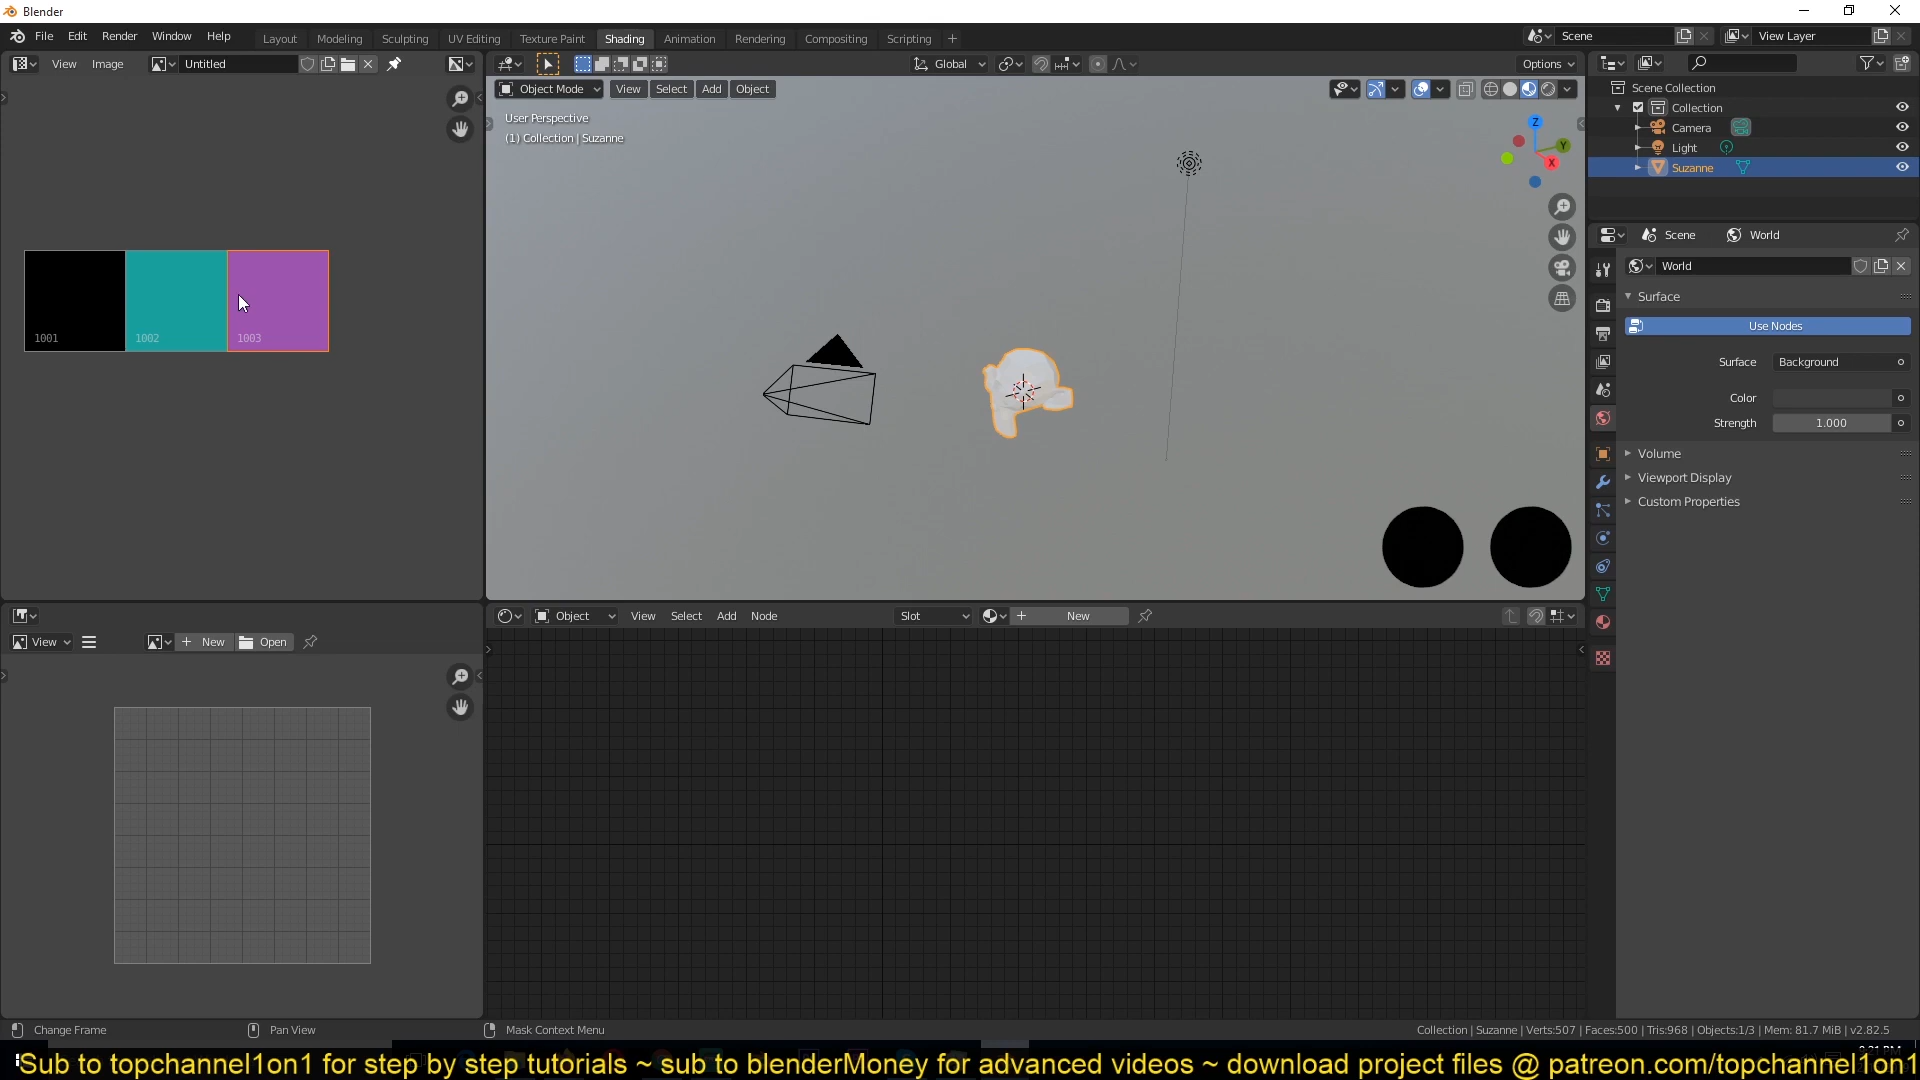 Blender
File Edit Render Window Help
Layout Modeling Sculpting UV Editing Texture Paint Shading Animation Rendering Compositing Scripting +
Scene
View Layer
View Image Untitled
Global
Options
Object Mode View Select Add Object
User Perspective
(1) Collection | Suzanne
Z
Y
X
1001 1002 1003
Scene Collection
Collection
Camera
Light
Suzanne
Scene World
World
Surface
Use Nodes
Surface Background
Color
Strength 1.000
Volume
Viewport Display
Custom Properties
Object View Select Add Node Slot + New
View + New Open
Change Frame Pan View Mask Context Menu
Collection | Suzanne | Verts:507 | Faces:500 | Tris:968 | Objects:1/3 | Mem: 81.7 MiB | v2.82.5
Sub to topchannel1on1 for step by step tutorials ~ sub to blenderMoney for advanced videos ~ download project files @ patreon.com/topchannel1on1